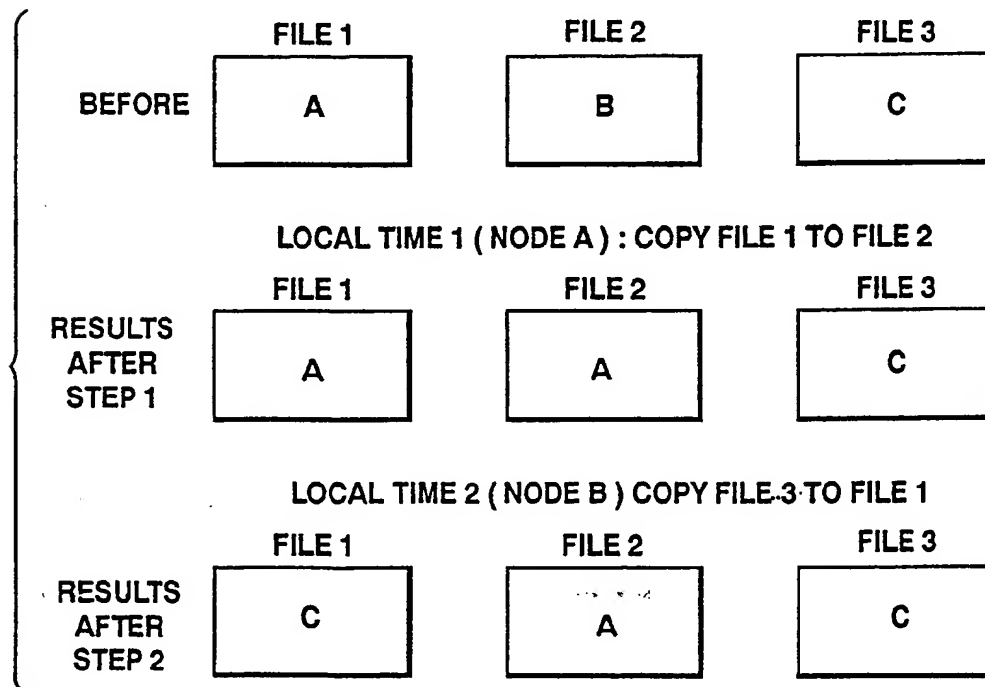 FILE 1 FILE 2 FILE 3
BEFORE A B C
LOCAL TIME 1 ( NODE A ) : COPY FILE 1 TO FILE 2
FILE 1 FILE 2 FILE 3
RESULTS
AFTER
STEP 1
A A C
LOCAL TIME 2 ( NODE B ) COPY FILE 3 TO FILE 1
FILE 1 FILE 2 FILE 3
RESULTS
AFTER
STEP 2
C A C